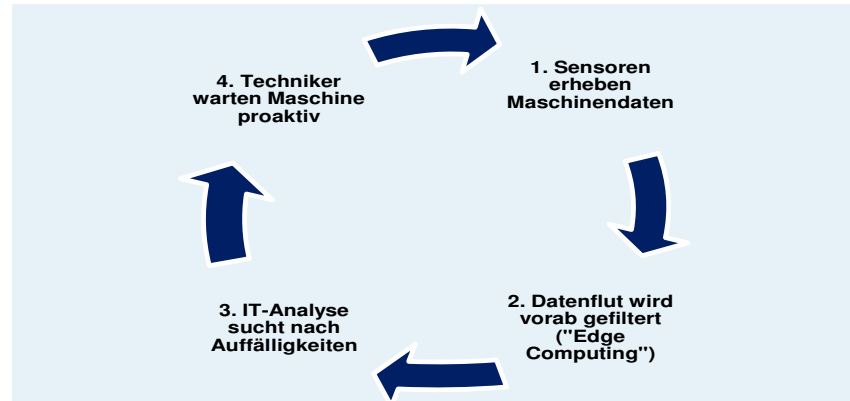 1. Sensoren
erheben
Maschinendaten
2. Datenflut wird
vorab gefiltert
("Edge
Computing")
3. IT-Analyse
sucht nach
Auffälligkeiten
4. Techniker
warten Maschine
proaktiv